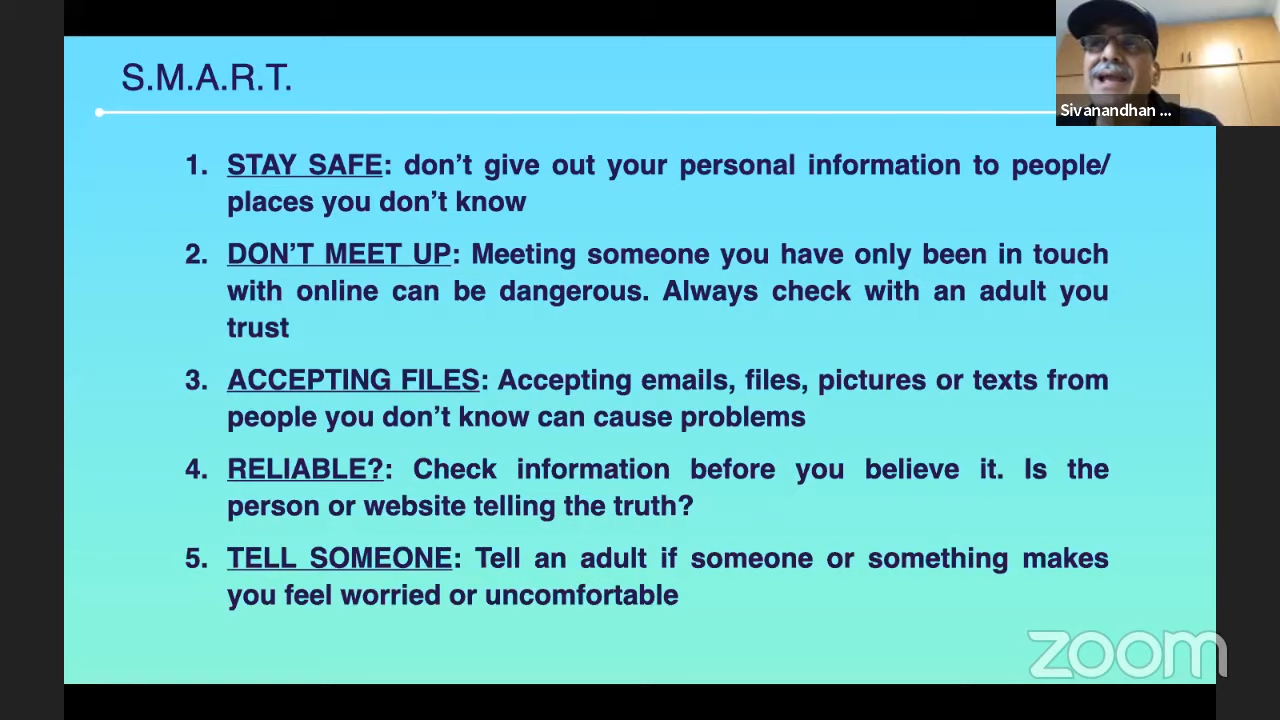 S.M.A.R.T.
Sivanandhan ...
1. STAY SAFE: don’t give out your personal information to people/
places you don’t know
2. DON’T MEET UP: Meeting someone you have only been in touch
with online can be dangerous. Always check with an adult you
trust
3. ACCEPTING FILES: Accepting emails, files, pictures or texts from
people you don’t know can cause problems
4. RELIABLE?: Check information before you believe it. Is the
person or website telling the truth?
5. TELL SOMEONE: Tell an adult if someone or something makes
you feel worried or uncomfortable
zoom